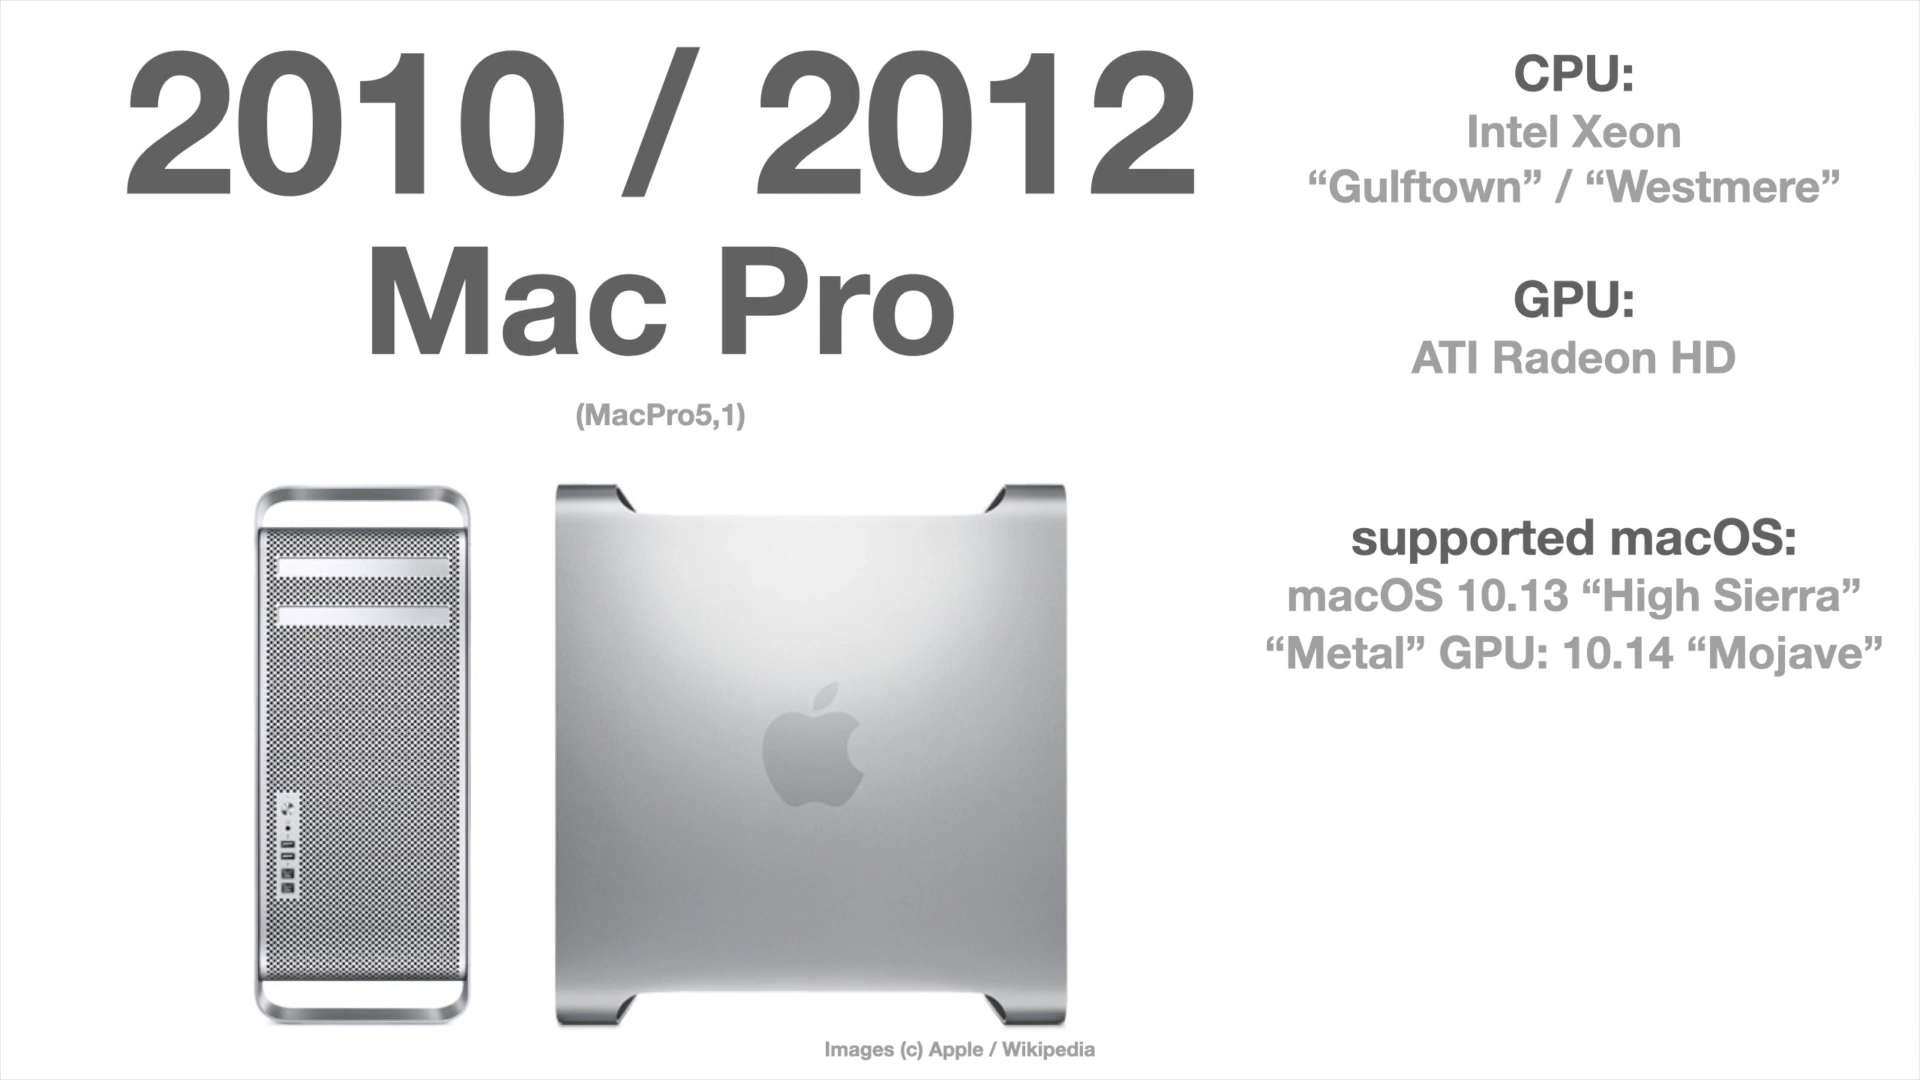 2010 / 2012
Mac Pro
(MacPro5,1)
CPU:
Intel Xeon
“Gulftown” / “Westmere”
GPU:
ATI Radeon HD
supported macOS:
macOS 10.13 “High Sierra”
“Metal” GPU: 10.14 “Mojave”
Images (c) Apple / Wikipedia